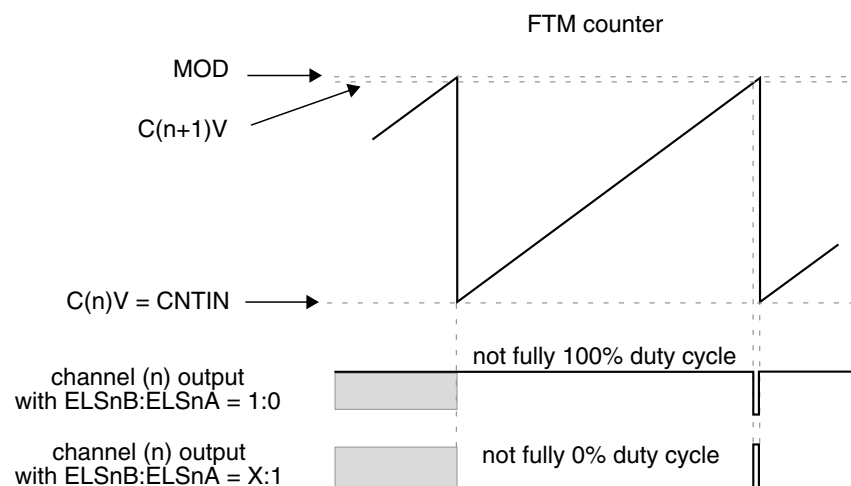 FTM counter
MOD
C(n+1)V
C(n)V = CNTIN
not fully 100% duty cycle
channel (n) output
with ELSnB:ELSnA = 1:0
channel (n) output
with ELSnB:ELSnA = X:1
not fully 0% duty cycle